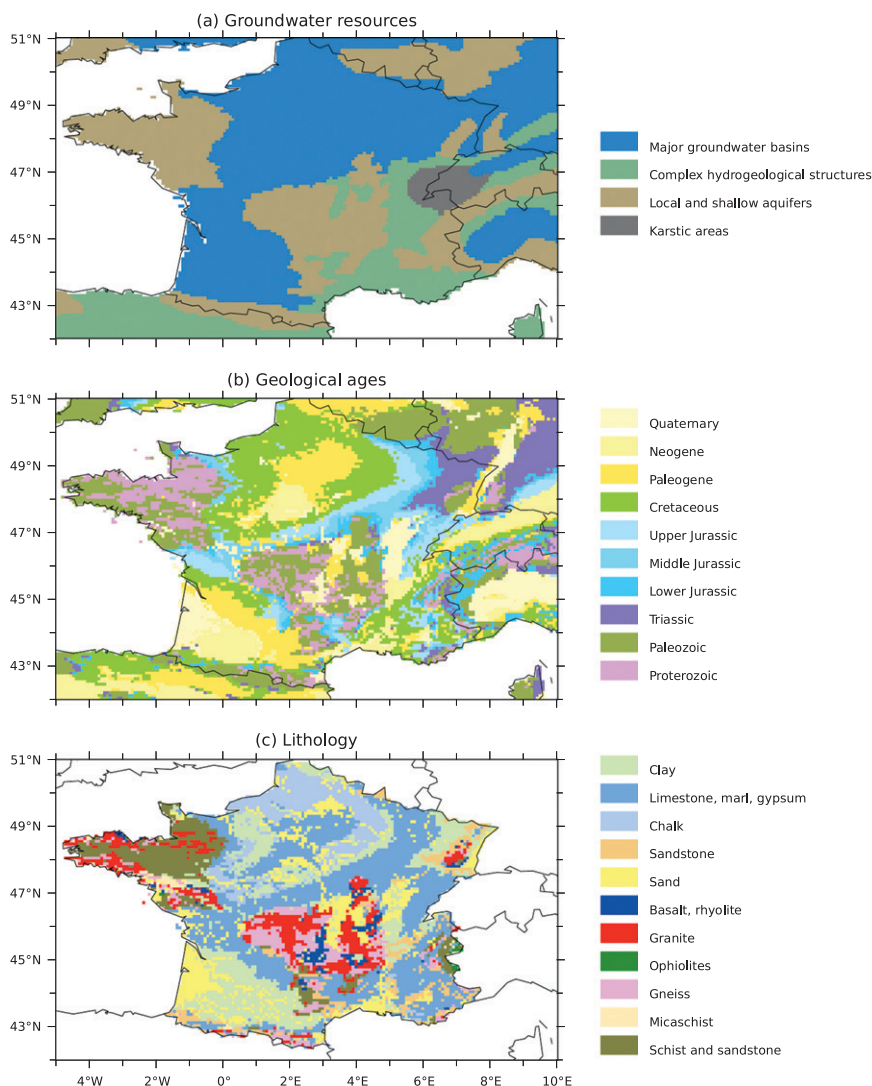 (a) Groundwater resources
51°N
49°N
47°N
45°N
43°N
Major groundwater basins
Complex hydrogeological structures
Local and shallow aquifers
Karstic areas
(b) Geological ages
51°N
49°N
47°N
45°N
43°N
Quaternary
Neogene
Paleogene
Cretaceous
Upper Jurassic
Middle Jurassic
Lower Jurassic
Triassic
Paleozoic
Proterozoic
(c) Lithology
51°N
49°N
47°N
45°N
43°N
4°W 2°W 0° 2°E 4°E 6°E 8°E 10°E
Clay
Limestone, marl, gypsum
Chalk
Sandstone
Sand
Basalt, rhyolite
Granite
Ophiolites
Gneiss
Micaschist
Schist and sandstone